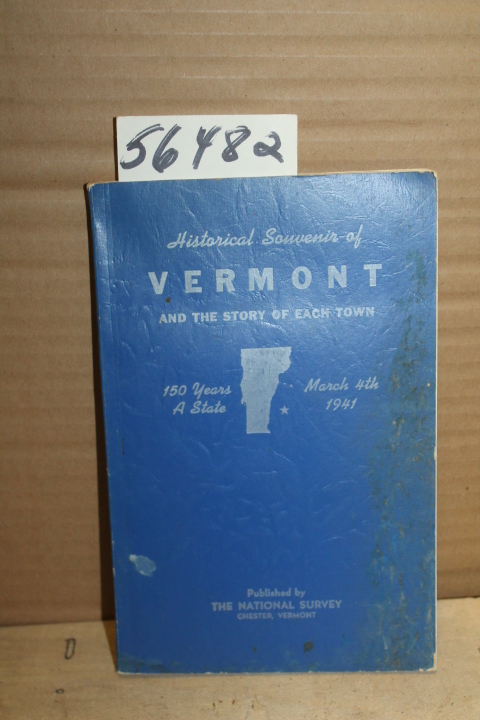 56482
Historical Souvenir of
VERMONT
AND THE STORY OF EACH TOWN
150 Years
A State
March 4th
1941
Published by
THE NATIONAL SURVEY
CHESTER, VERMONT